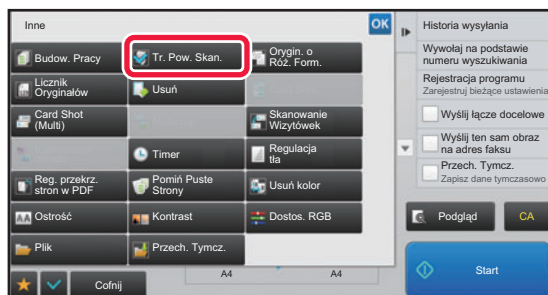 Inne
OK
Budow. Pracy
Tr. Pow. Skan.
Orygin. o
Róż. Form.
Licznik
Oryginałów
Usuń
Card Shot
(Multi)
Skanowanie
Wizytówek
Timer
Regulacja
tła
Reg. przekrz.
stron w PDF
Pomiń Puste
Strony
Usuń kolor
Ostrość
Kontrast
Dostos. RGB
Plik
Przech. Tymcz.
Cofnij
A4
A4
Historia wysyłania
Wywołaj na podstawie
numeru wyszukiwania
Rejestracja programu
Zarejestruj bieżące ustawienia
Wyślij łącze docelowe
Wyślij ten sam obraz
na adres faksu
Przech. Tymcz.
Zapisz dane tymczasowo
Podgląd
CA
Start